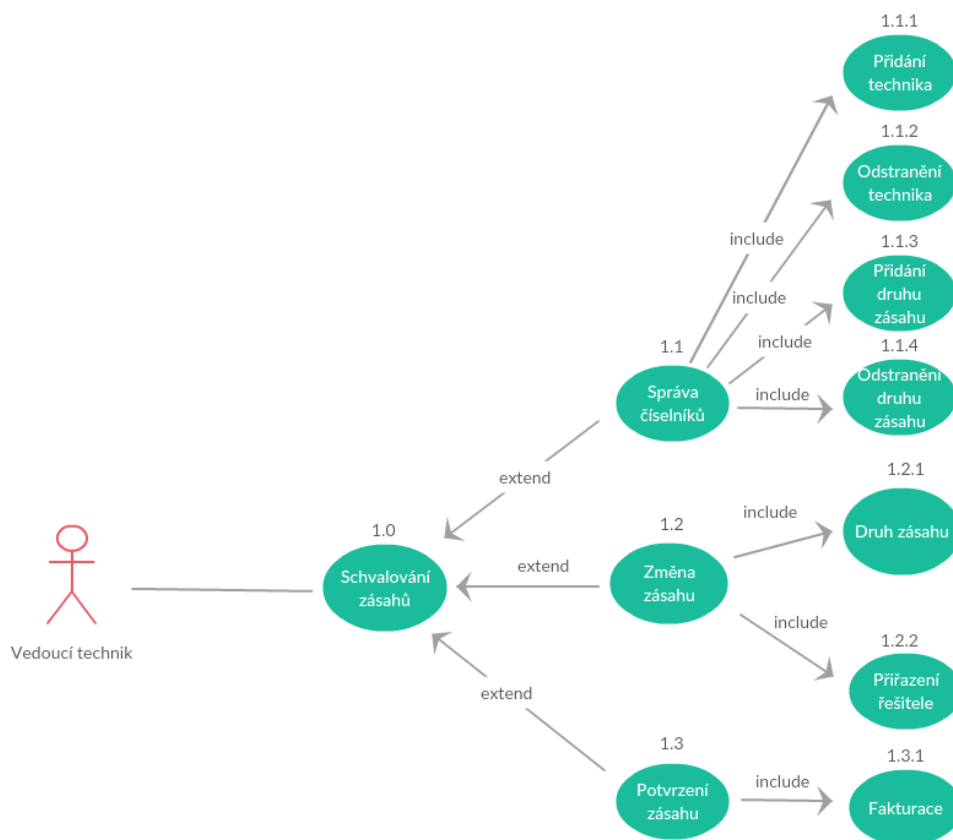 1.1.1
Přidání
technika
1.1.2
Odstranění
technika
include
1.1.3
Přidání
druhu
zásahu
include
include
1.1
1.1.4
Odstranění
druhu
zásahu
Správa
číselníků
include
extend
1.2.1
Druh zásahu
include
1.0
Schvalování
zásahů
extend
1.2
Změna
zásahu
include
Vedoucí technik
1.2.2
Přiřazení
řešitele
extend
1.3
Potvrzení
zásahu
include
1.3.1
Fakturace